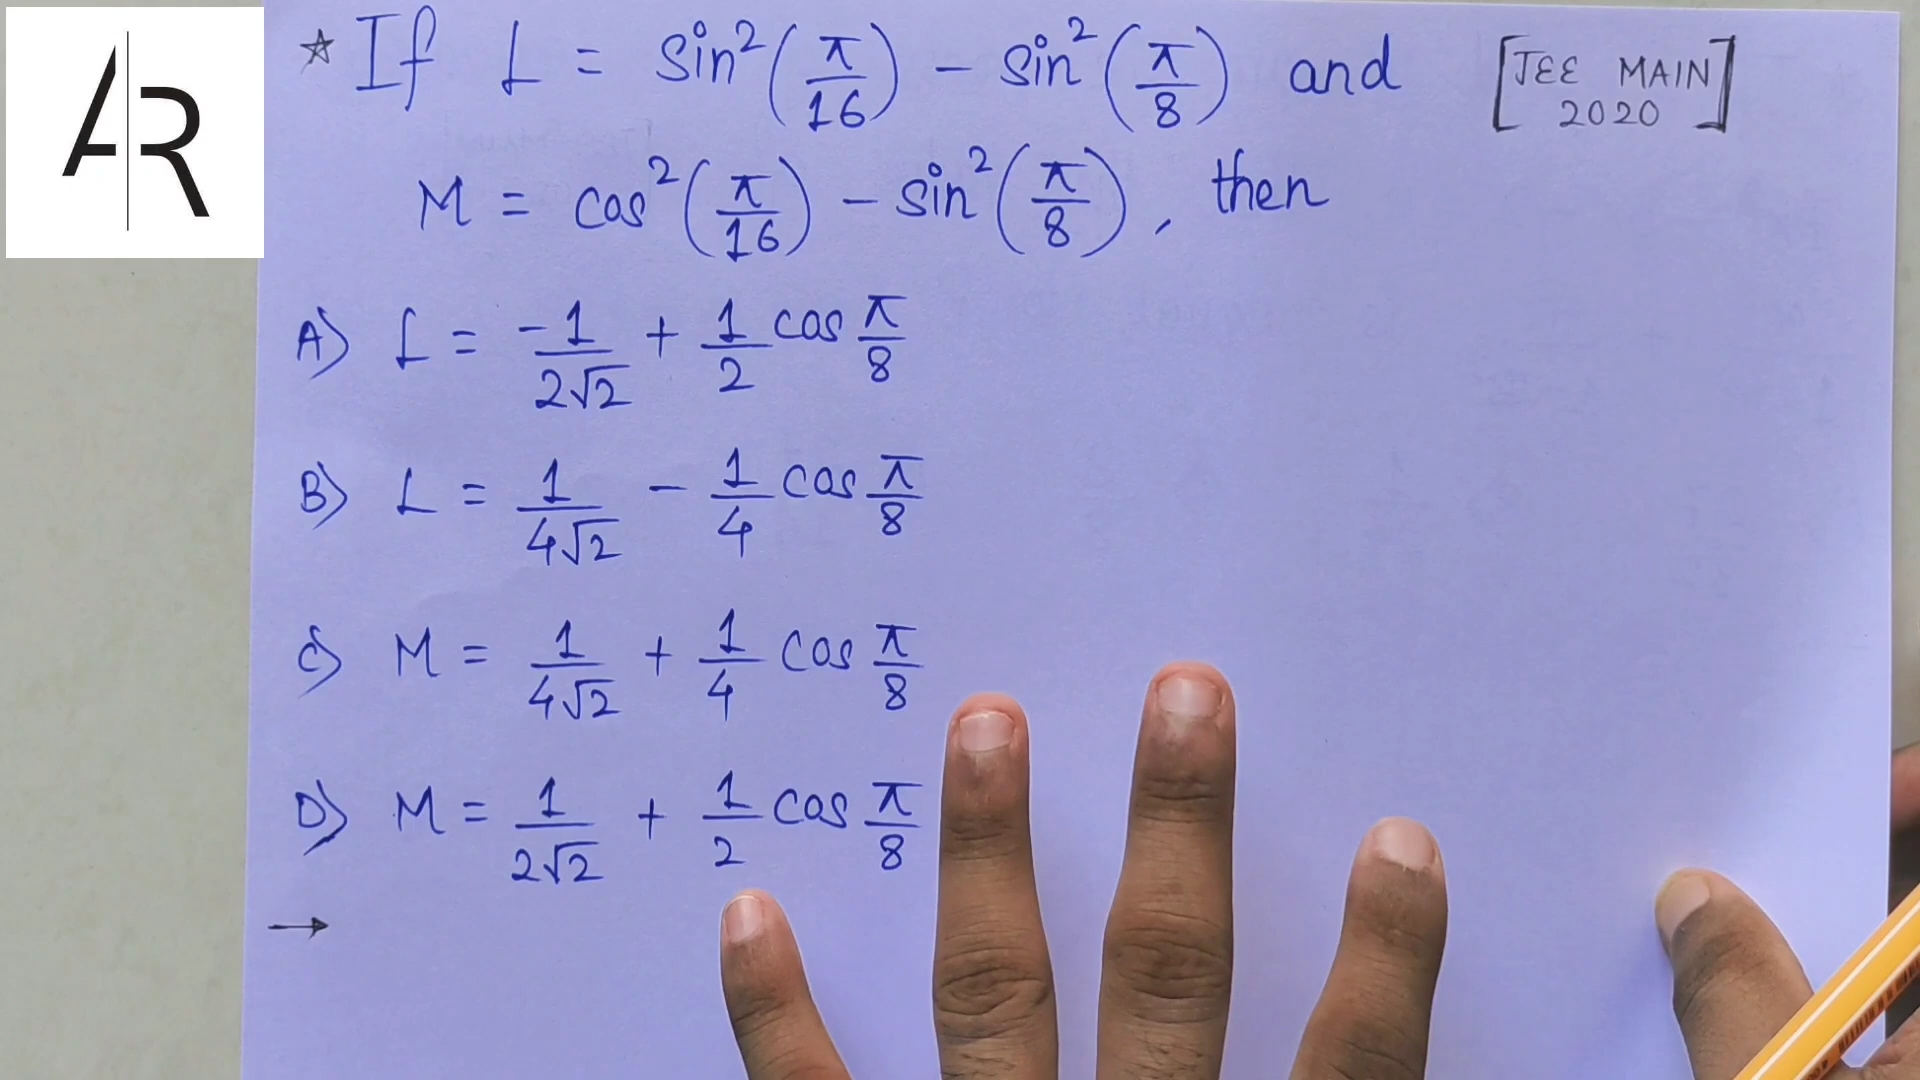 AR
☆ If L = sin²(π/16) − sin²(π/8) and [JEE MAIN 2020]
M = cos²(π/16) − sin²(π/8), then
A) L = -1/2√2 + 1/2 cos π/8
B) L = 1/4√2 − 1/4 cos π/8
C) M = 1/4√2 + 1/4 cos π/8
D) M = 1/2√2 + 1/2 cos π/8
→